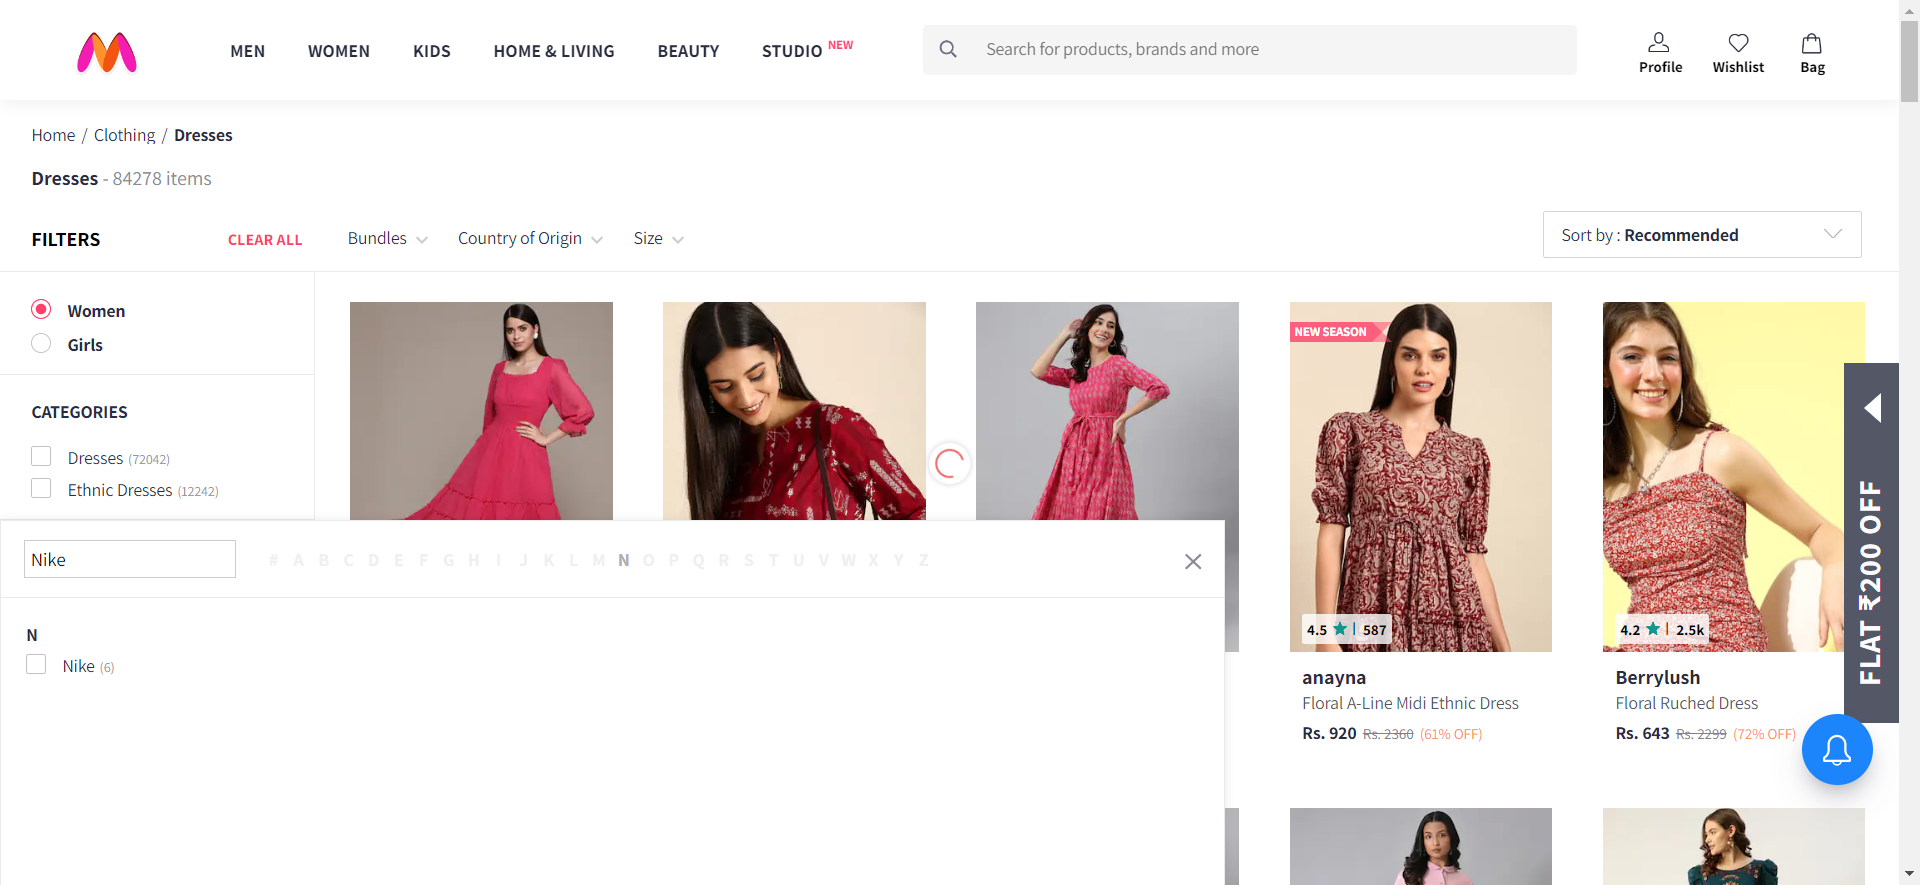 MEN WOMEN KIDS HOME & LIVING BEAUTY STUDIO NEW
Search for products, brands and more
Profile Wishlist Bag
Home / Clothing / Dresses
Dresses - 84278 items
FILTERS CLEAR ALL Bundles Country of Origin Size Sort by : Recommended
Women
Girls
CATEGORIES
Dresses (72042)
Ethnic Dresses (12242)
NEW SEASON
FLAT ₹200 OFF
Nike
# A B C D E F G H I J K L M N O P Q R S T U V W X Y Z
N
Nike (6)
4.5 | 587
4.2 | 2.5k
anayna
Floral A-Line Midi Ethnic Dress
Rs. 920 Rs. 2360 (61% OFF)
Berrylush
Floral Ruched Dress
Rs. 643 Rs. 2299 (72% OFF)